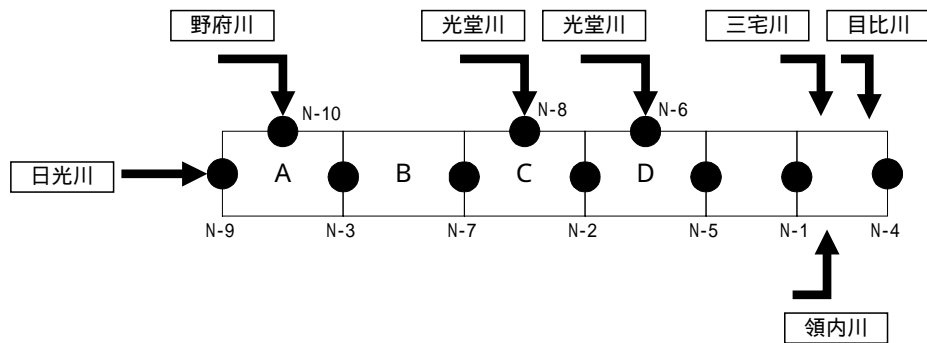 野府川
光堂川
光堂川
三宅川
目比川
N-10
N-8
N-6
日光川
A
B
C
D
N-9
N-3
N-7
N-2
N-5
N-1
N-4
領内川